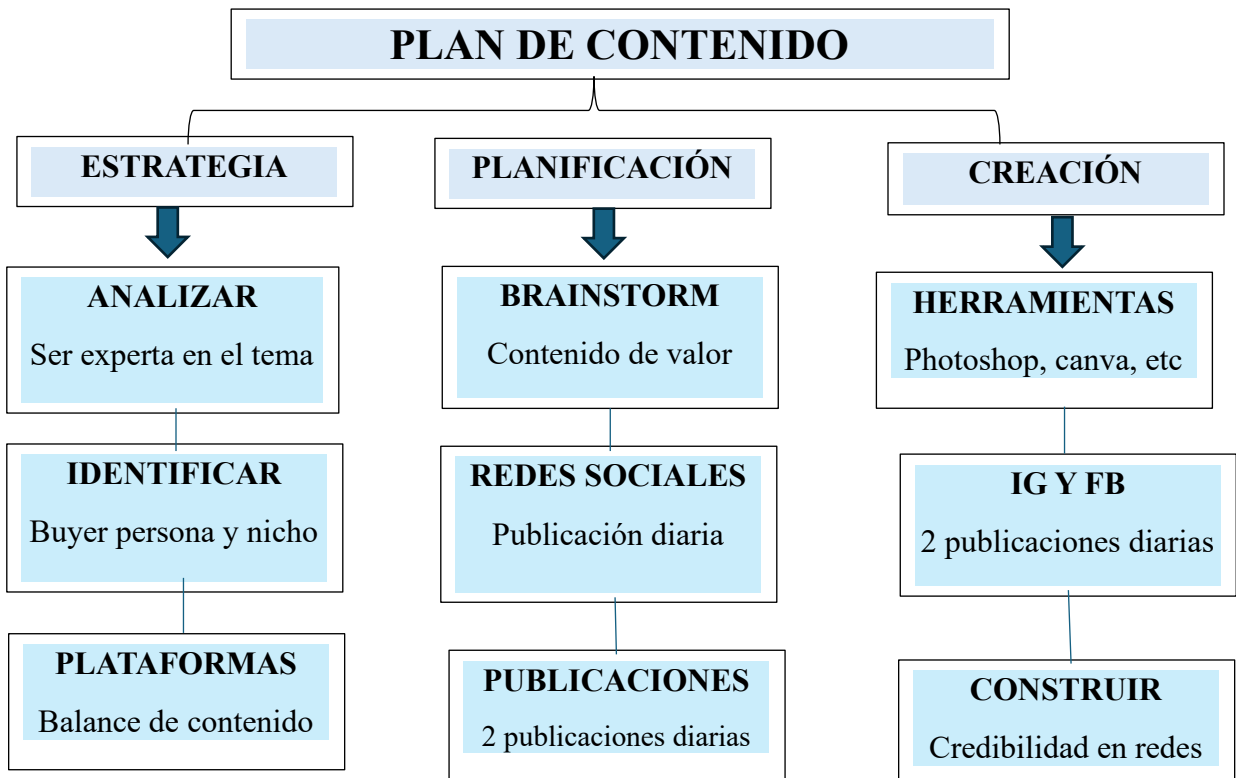 PLAN DE CONTENIDO
ESTRATEGIA
ANALIZAR
Ser experta en el tema
IDENTIFICAR
Buyer persona y nicho
PLATAFORMAS
Balance de contenido
PLANIFICACIÓN
BRAINSTORM
Contenido de valor
REDES SOCIALES
Publicación diaria
PUBLICACIONES
2 publicaciones diarias
CREACIÓN
HERRAMIENTAS
Photoshop, canva, etc
IG Y FB
2 publicaciones diarias
CONSTRUIR
Credibilidad en redes